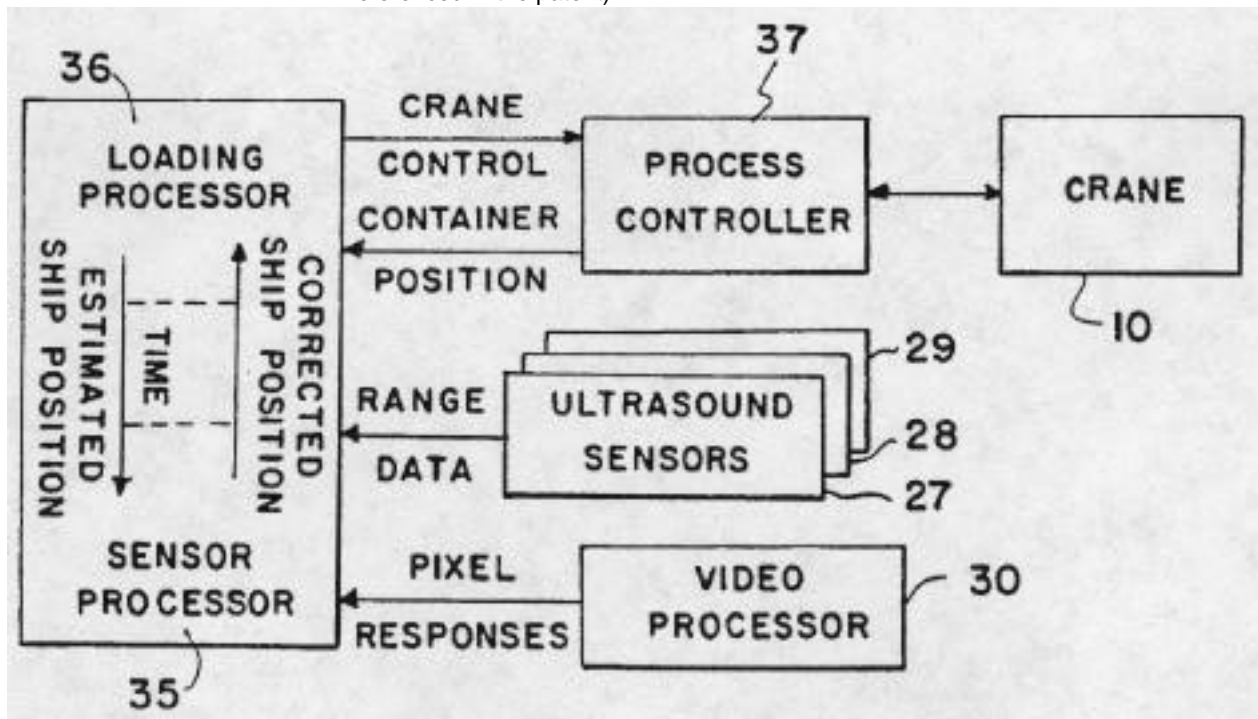 36
LOADING
PROCESSOR
ESTIMATED
SHIP POSITION
TIME
CORRECTED
SHIP POSITION
SENSOR
PROCESSOR
35
CRANE
CONTROL
CONTAINER
POSITION
RANGE
DATA
PIXEL
RESPONSES
37
PROCESS
CONTROLLER
CRANE
10
ULTRASOUND
SENSORS
29
28
27
VIDEO
PROCESSOR
30